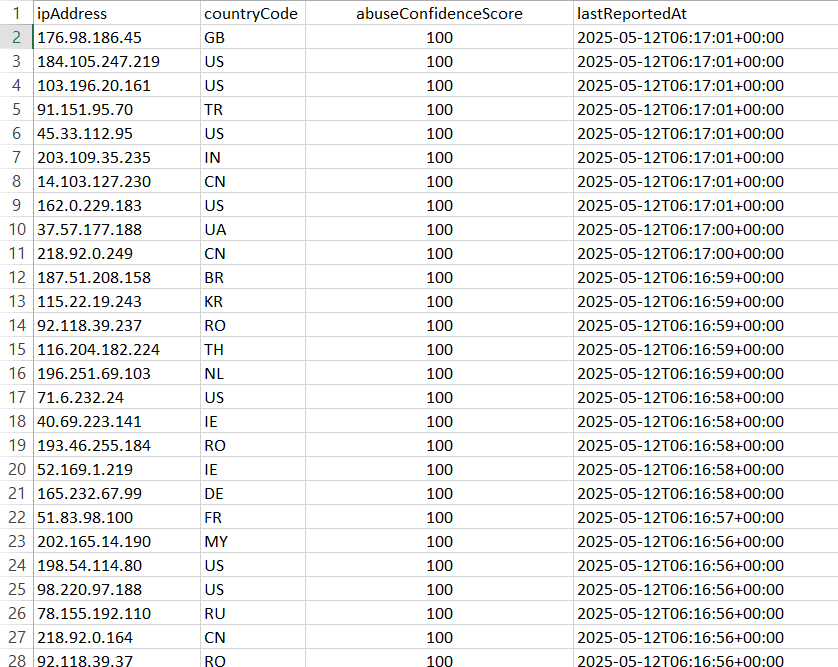 1 ipAddress countryCode abuseConfidenceScore lastReportedAt
2 176.98.186.45 GB 100 2025-05-12T06:17:01+00:00
3 184.105.247.219 US 100 2025-05-12T06:17:01+00:00
4 103.196.20.161 US 100 2025-05-12T06:17:01+00:00
5 91.151.95.70 TR 100 2025-05-12T06:17:01+00:00
6 45.33.112.95 US 100 2025-05-12T06:17:01+00:00
7 203.109.35.235 IN 100 2025-05-12T06:17:01+00:00
8 14.103.127.230 CN 100 2025-05-12T06:17:01+00:00
9 162.0.229.183 US 100 2025-05-12T06:17:01+00:00
10 37.57.177.188 UA 100 2025-05-12T06:17:00+00:00
11 218.92.0.249 CN 100 2025-05-12T06:17:00+00:00
12 187.51.208.158 BR 100 2025-05-12T06:16:59+00:00
13 115.22.19.243 KR 100 2025-05-12T06:16:59+00:00
14 92.118.39.237 RO 100 2025-05-12T06:16:59+00:00
15 116.204.182.224 TH 100 2025-05-12T06:16:59+00:00
16 196.251.69.103 NL 100 2025-05-12T06:16:59+00:00
17 71.6.232.24 US 100 2025-05-12T06:16:58+00:00
18 40.69.223.141 IE 100 2025-05-12T06:16:58+00:00
19 193.46.255.184 RO 100 2025-05-12T06:16:58+00:00
20 52.169.1.219 IE 100 2025-05-12T06:16:58+00:00
21 165.232.67.99 DE 100 2025-05-12T06:16:58+00:00
22 51.83.98.100 FR 100 2025-05-12T06:16:57+00:00
23 202.165.14.190 MY 100 2025-05-12T06:16:56+00:00
24 198.54.114.80 US 100 2025-05-12T06:16:56+00:00
25 98.220.97.188 US 100 2025-05-12T06:16:56+00:00
26 78.155.192.110 RU 100 2025-05-12T06:16:56+00:00
27 218.92.0.164 CN 100 2025-05-12T06:16:56+00:00
28 92.118.39.37 RO 100 2025-05-12T06:16:56+00:00